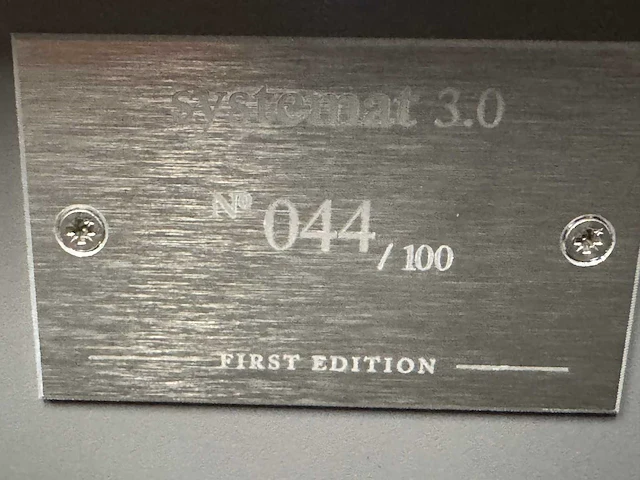 systemat 3.0
Nº 044 / 100
FIRST EDITION